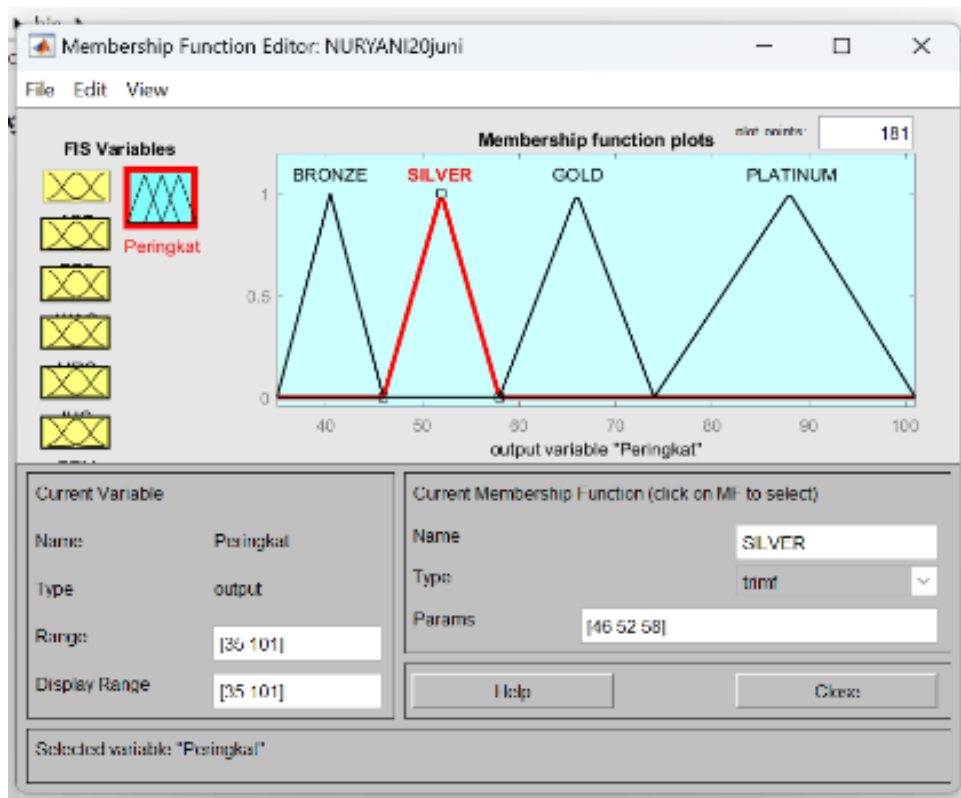 Membership Function Editor: NURYANI20juni
File Edit View
FIS Variables
Peringkat
Membership function plots
plot points:
181
BRONZE SILVER GOLD PLATINUM
1
0.5
0
40 50 60 70 80 90 100
output variable "Peringkat"
Current Variable
Name Peringkat
Type output
Range [35 101]
Display Range [35 101]
Current Membership Function (click on MF to select)
Name SILVER
Type trimf
Params [46 52 58]
Help Close
Selected variable "Peringkat"